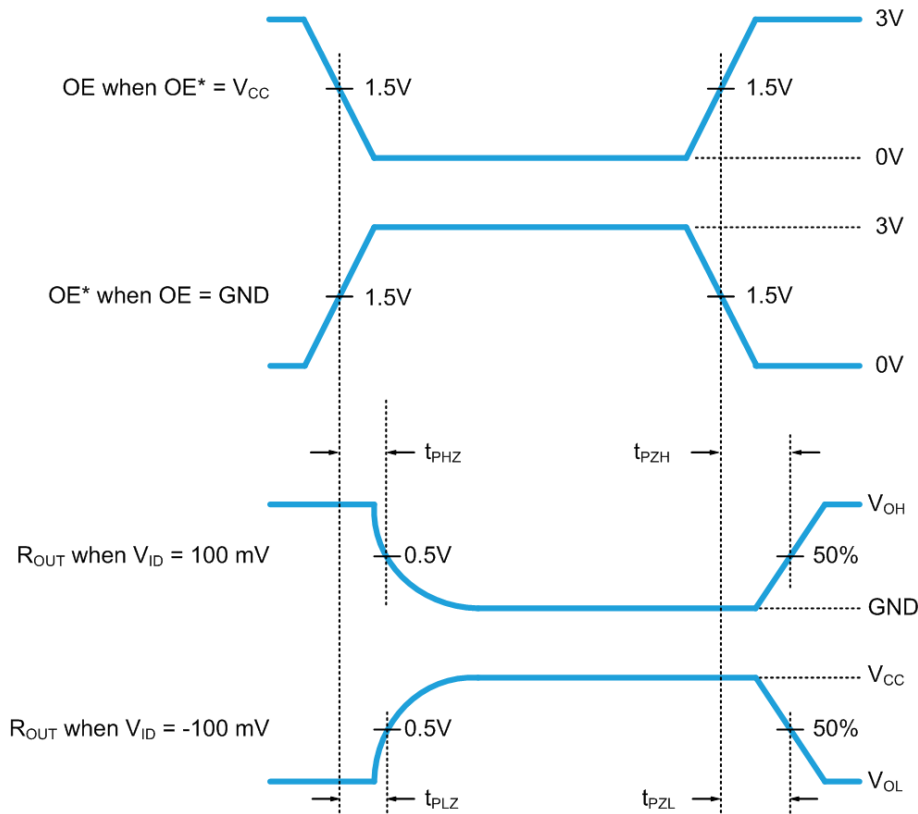 3V
OE when OE* = VCC
1.5V
1.5V
0V
3V
OE* when OE = GND
1.5V
1.5V
0V
tPHZ
tPZH
VOH
ROUT when VID = 100 mV
0.5V
50%
GND
VCC
ROUT when VID = -100 mV
0.5V
50%
VOL
tPLZ
tPZL